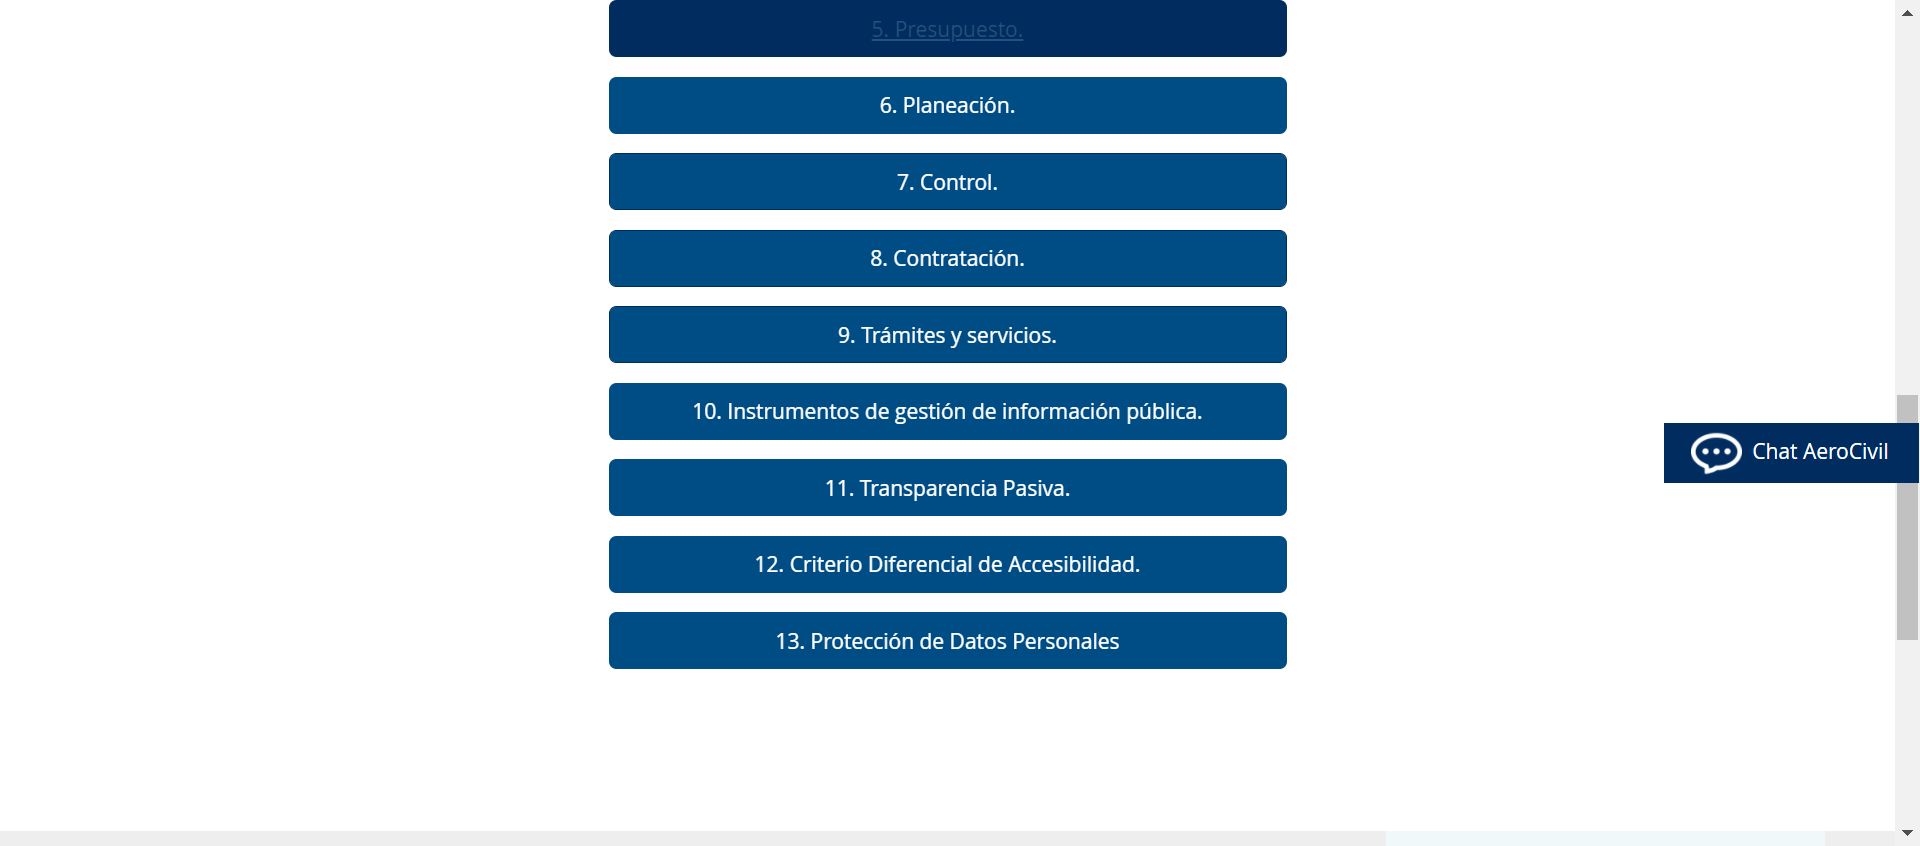 5. Presupuesto.
6. Planeación.
7. Control.
8. Contratación.
9. Trámites y servicios.
10. Instrumentos de gestión de información pública.
Chat AeroCivil
11. Transparencia Pasiva.
12. Criterio Diferencial de Accesibilidad.
13. Protección de Datos Personales